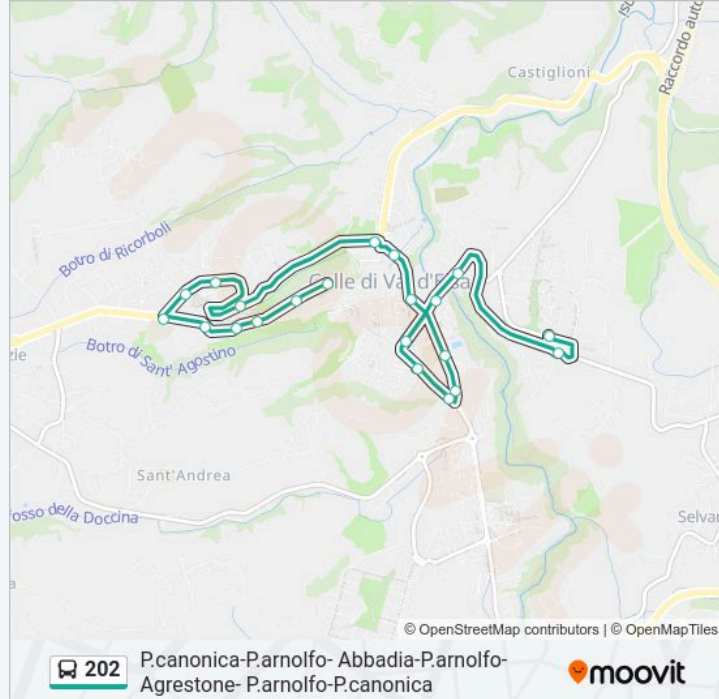 Castiglioni
Raccordo auto
Botro di Ricorboli
Colle di Val d'Elsa
zie
Botro di Sant' Agostino
Sant'Andrea
osso della Doccina
Selvar
a
© OpenStreetMap contributors | © OpenMapTiles
202
P.canonica-P.arnolfo- Abbadia-P.arnolfo-
Agrestone- P.arnolfo-P.canonica
moovit